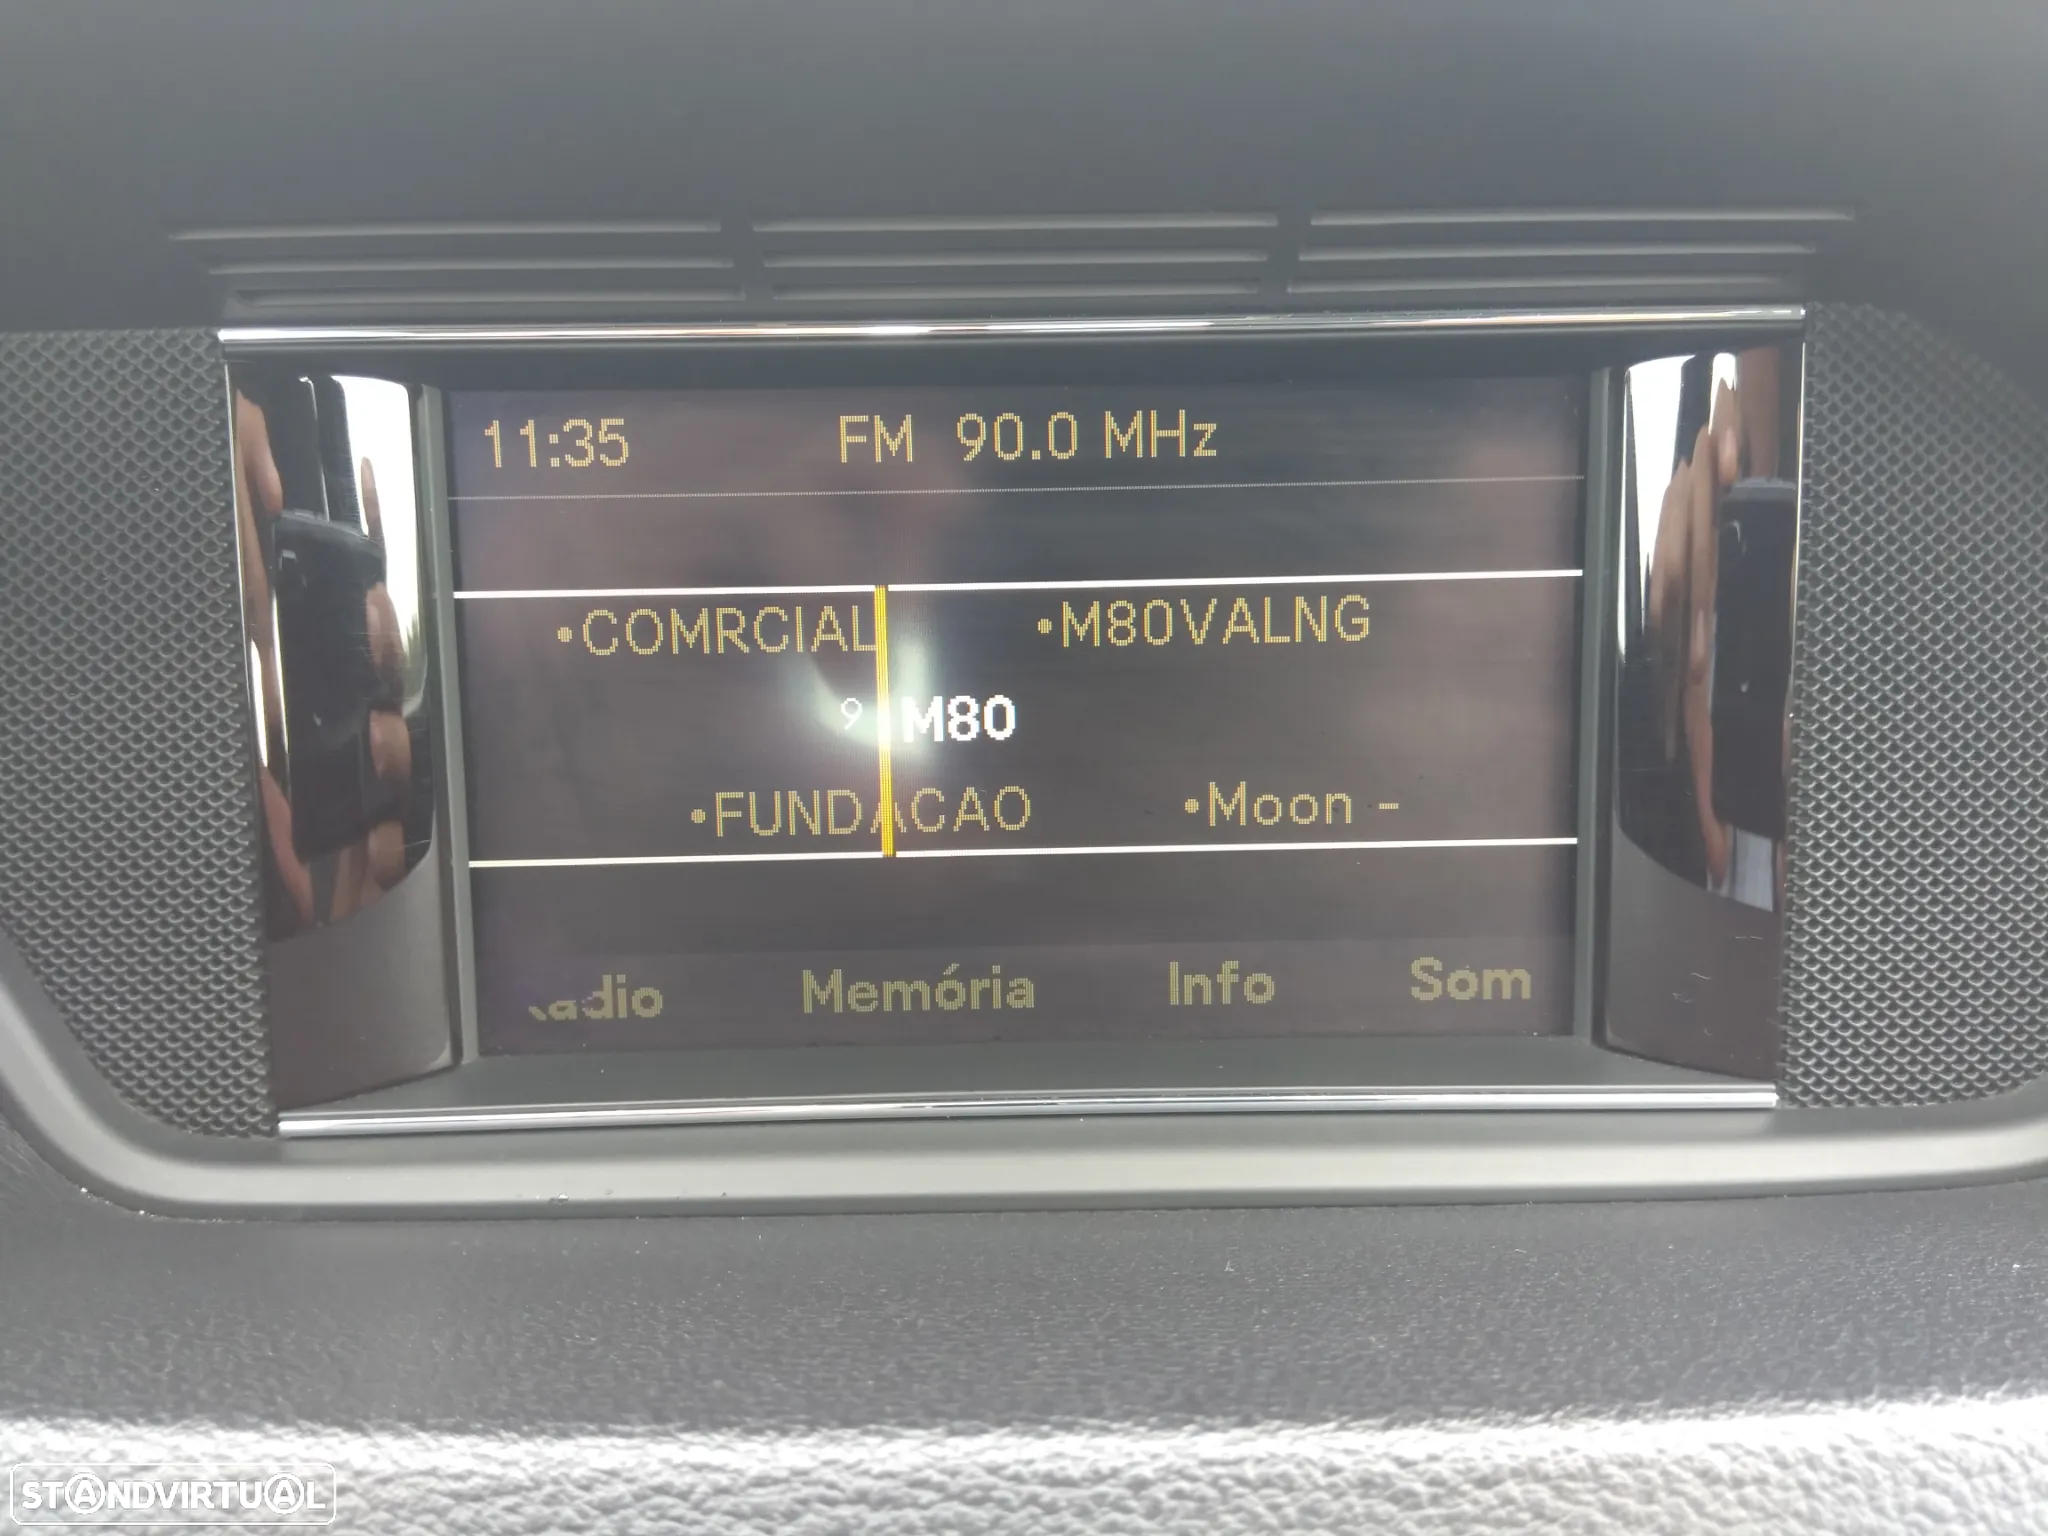 11:35 FM 90.0 MHz
•COMRCIAL •M80VALNG
9 M80
•FUNDACAO •Moon -
Memória Info Som
STANDVIRTUAL